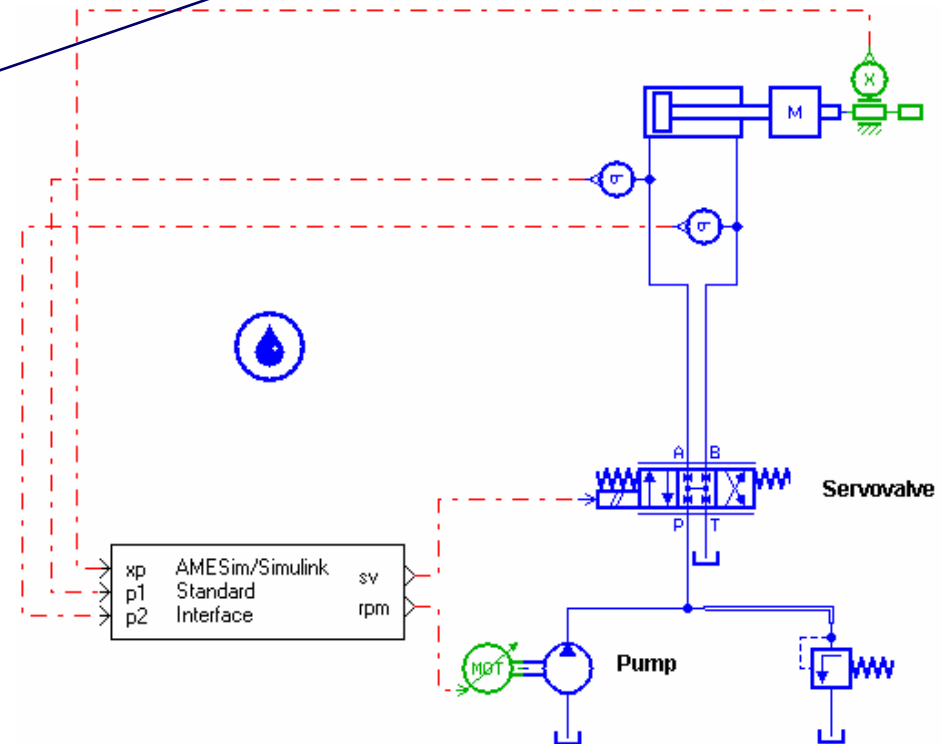 X
M
σ
σ
A B
P T
Servovalve
xp AMESim/Simulink sv
p1 Standard
p2 Interface rpm
MOT
Pump